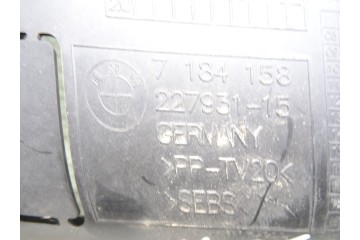 7 184 158
227931-15
GERMANY
>PP-TV20<
SEBS